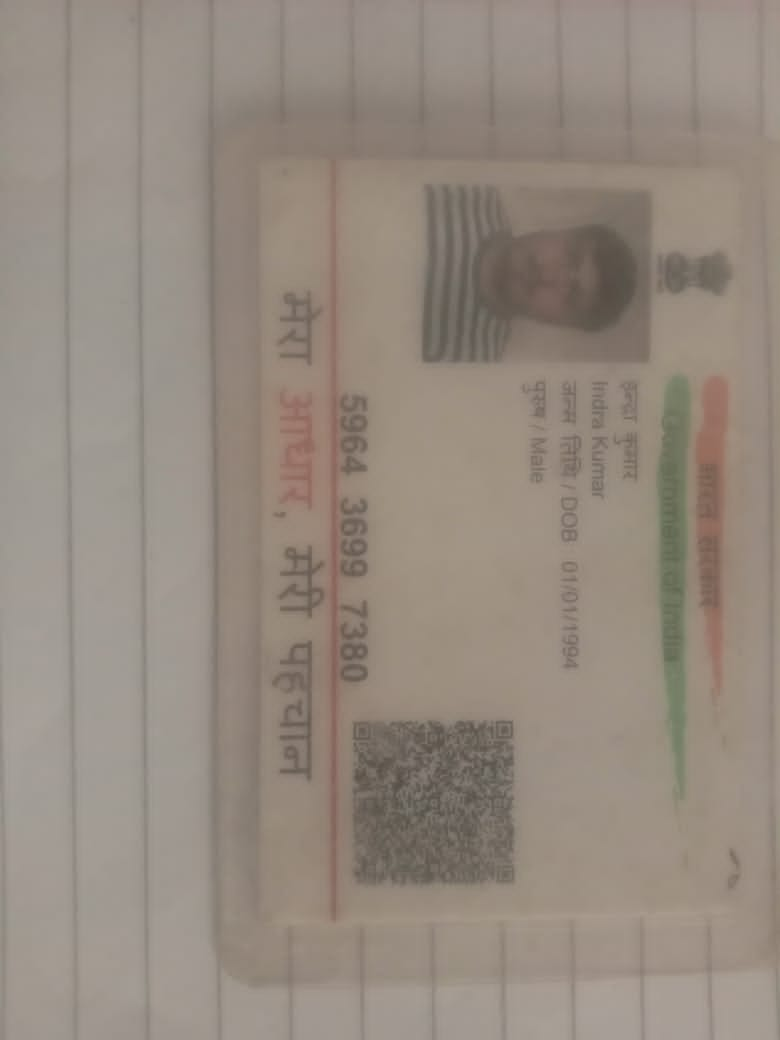 भारत सरकार
Government of India
इन्द्रा कुमार
Indra Kumar
जन्म तिथि / DOB 01/01/1994
पुरुष / Male
5964 3699 7380
मेरा आधार, मेरी पहचान